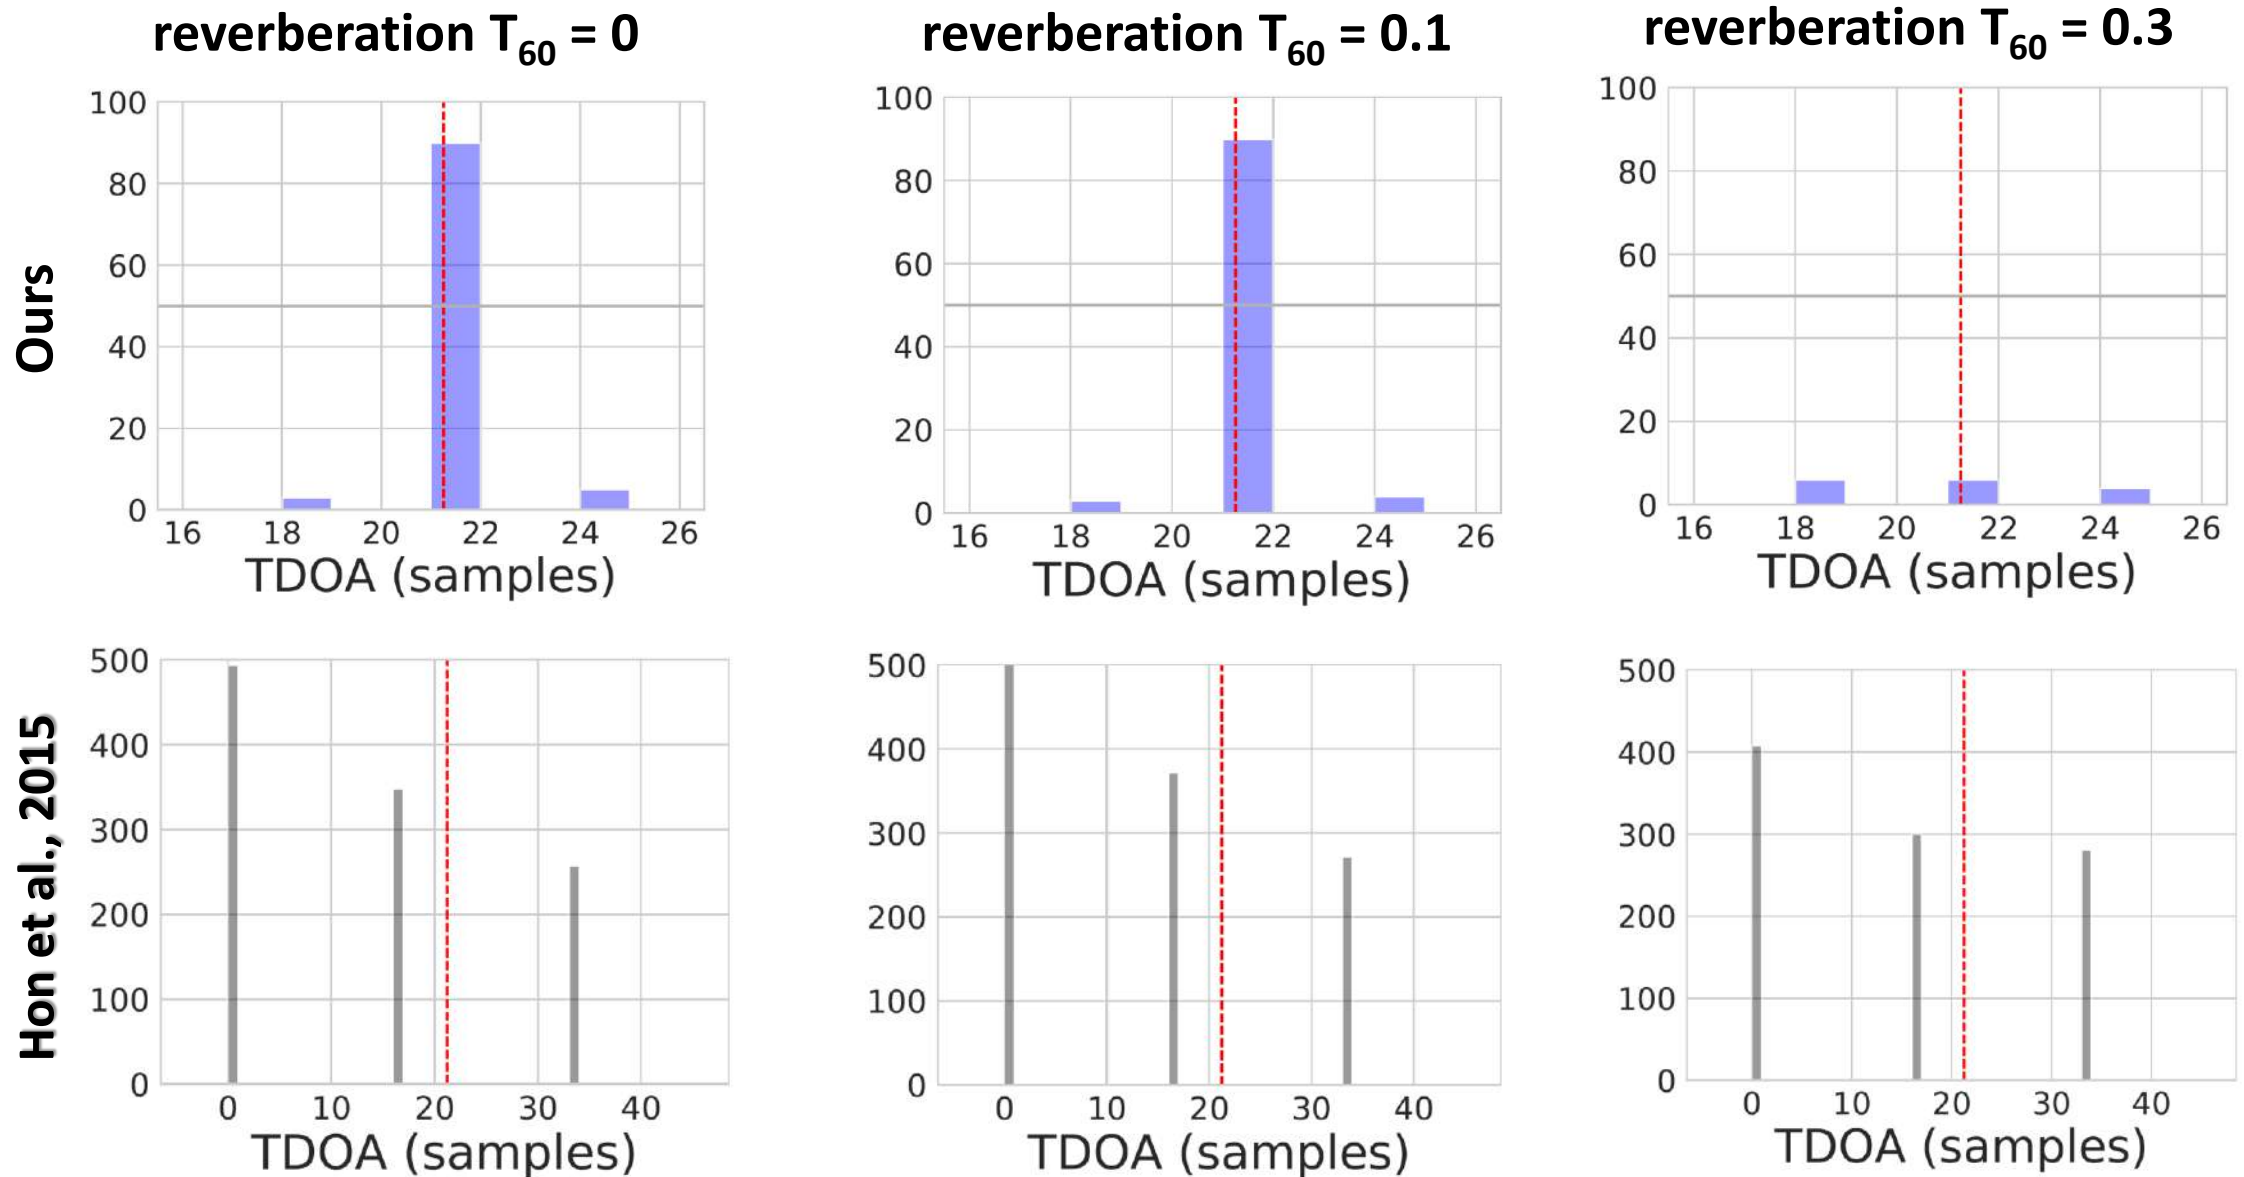 reverberation T60 = 0
reverberation T60 = 0.1
reverberation T60 = 0.3
Ours
100
80
60
40
20
0
16 18 20 22 24 26
TDOA (samples)
100
80
60
40
20
0
16 18 20 22 24 26
TDOA (samples)
100
80
60
40
20
0
16 18 20 22 24 26
TDOA (samples)
Hon et al., 2015
500
400
300
200
100
0
0 10 20 30 40
TDOA (samples)
500
400
300
200
100
0
0 10 20 30 40
TDOA (samples)
500
400
300
200
100
0
0 10 20 30 40
TDOA (samples)